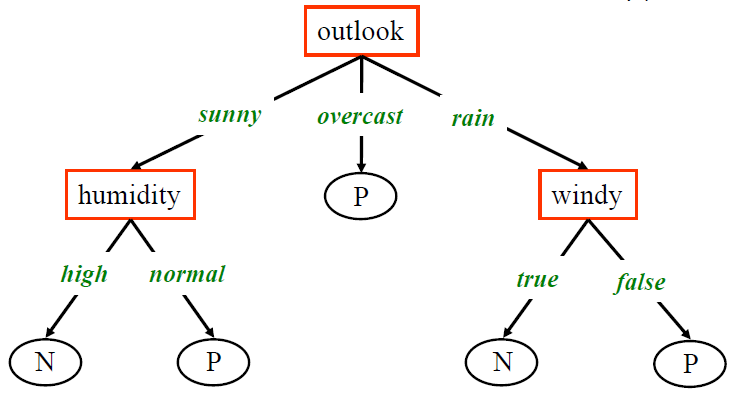 outlook
sunny overcast rain
humidity P windy
high normal true false
N P N P